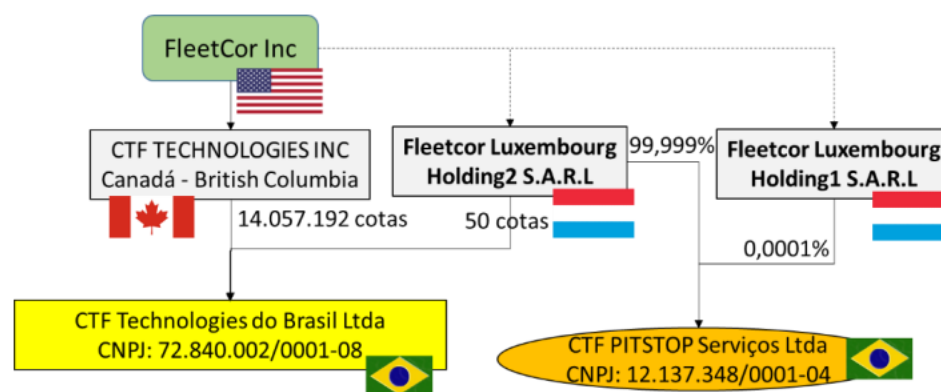 FleetCor Inc
CTF TECHNOLOGIES INC
Canadá - British Columbia
Fleetcor Luxembourg
Holding2 S.A.R.L
99,999%
Fleetcor Luxembourg
Holding1 S.A.R.L
14.057.192 cotas
50 cotas
0,0001%
CTF Technologies do Brasil Ltda
CNPJ: 72.840.002/0001-08
CTF PITSTOP Serviços Ltda
CNPJ: 12.137.348/0001-04